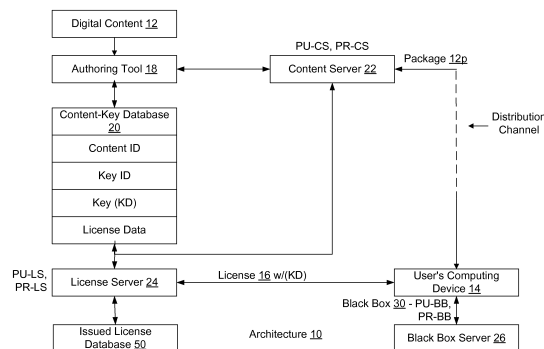 Digital Content 12
PU-CS, PR-CS
Package 12p
Authoring Tool 18
Content Server 22
Content-Key Database
20
Distribution
Channel
Content ID
Key ID
Key (KD)
License Data
PU-LS,
PR-LS
License Server 24
License 16 w/(KD)
User's Computing
Device 14
Black Box 30 - PU-BB,
PR-BB
Issued License
Database 50
Architecture 10
Black Box Server 26